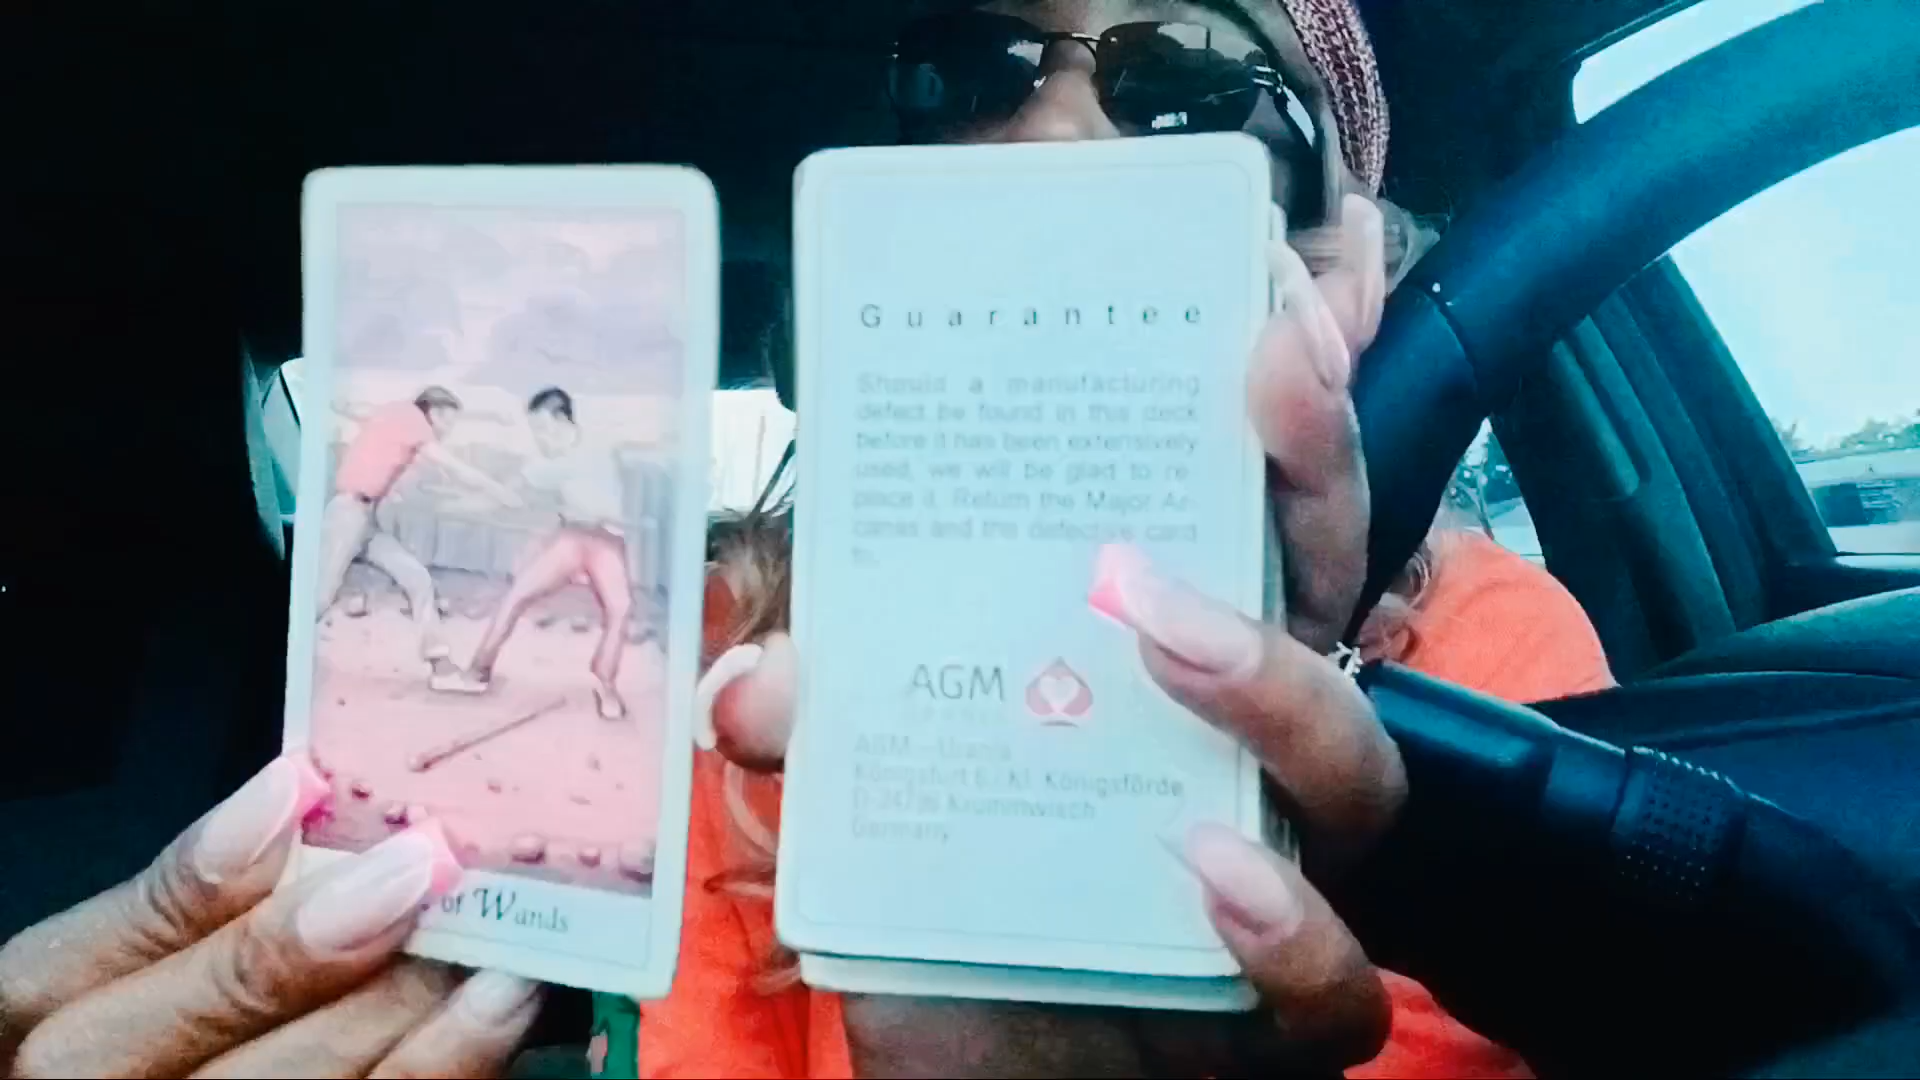 of Wands
Guarantee
Should a manufacturing
defect be found in this deck
before it has been extensively
used, we will be glad to re-
place it. Return the Major Ar-
canas and the defective card
to:
AGM
AGM – Urania
Königsfurt 6 / Kl. Königsförde
Krummwisch
Germany